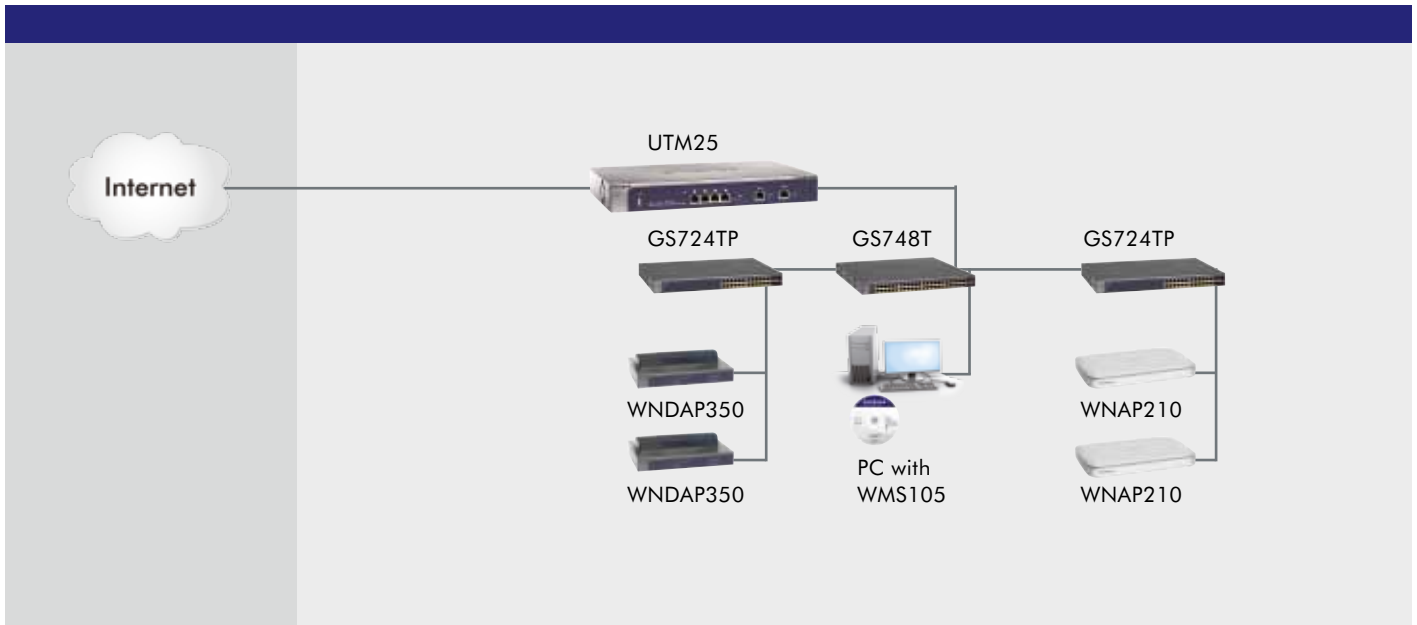 UTM25
Internet
GS724TP
GS748T
GS724TP
WNDAP350
WNAP210
WNDAP350
PC with
WMS105
WNAP210